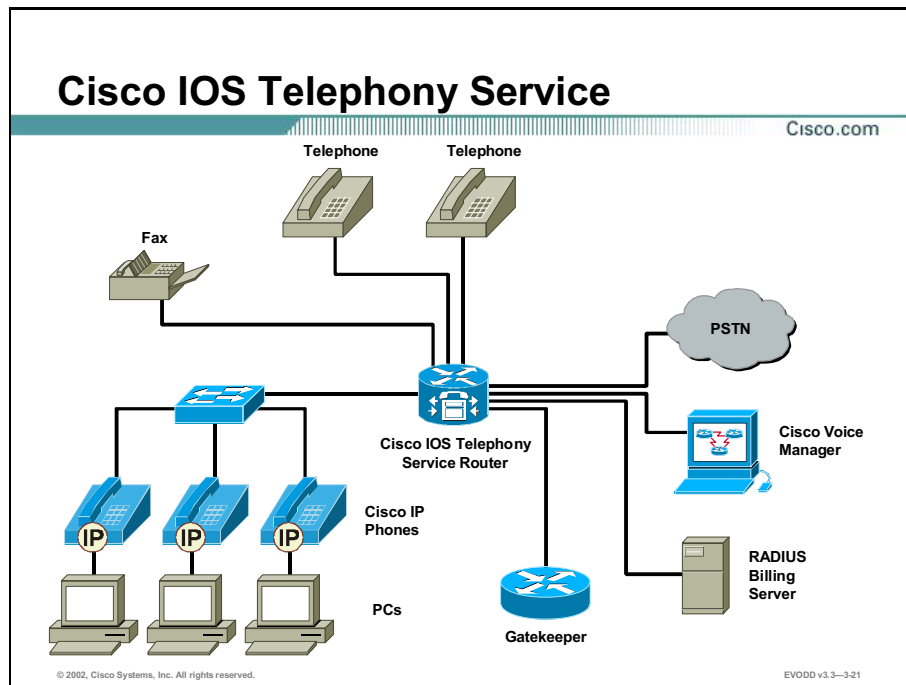 Cisco IOS Telephony Service
Cisco.com
Telephone
Telephone
Fax
PSTN
Cisco IOS Telephony
Service Router
Cisco Voice
Manager
Cisco IP
Phones
IP
IP
IP
RADIUS
Billing
Server
PCs
Gatekeeper
© 2002, Cisco Systems, Inc. All rights reserved.
EVODD v3.3—3-21